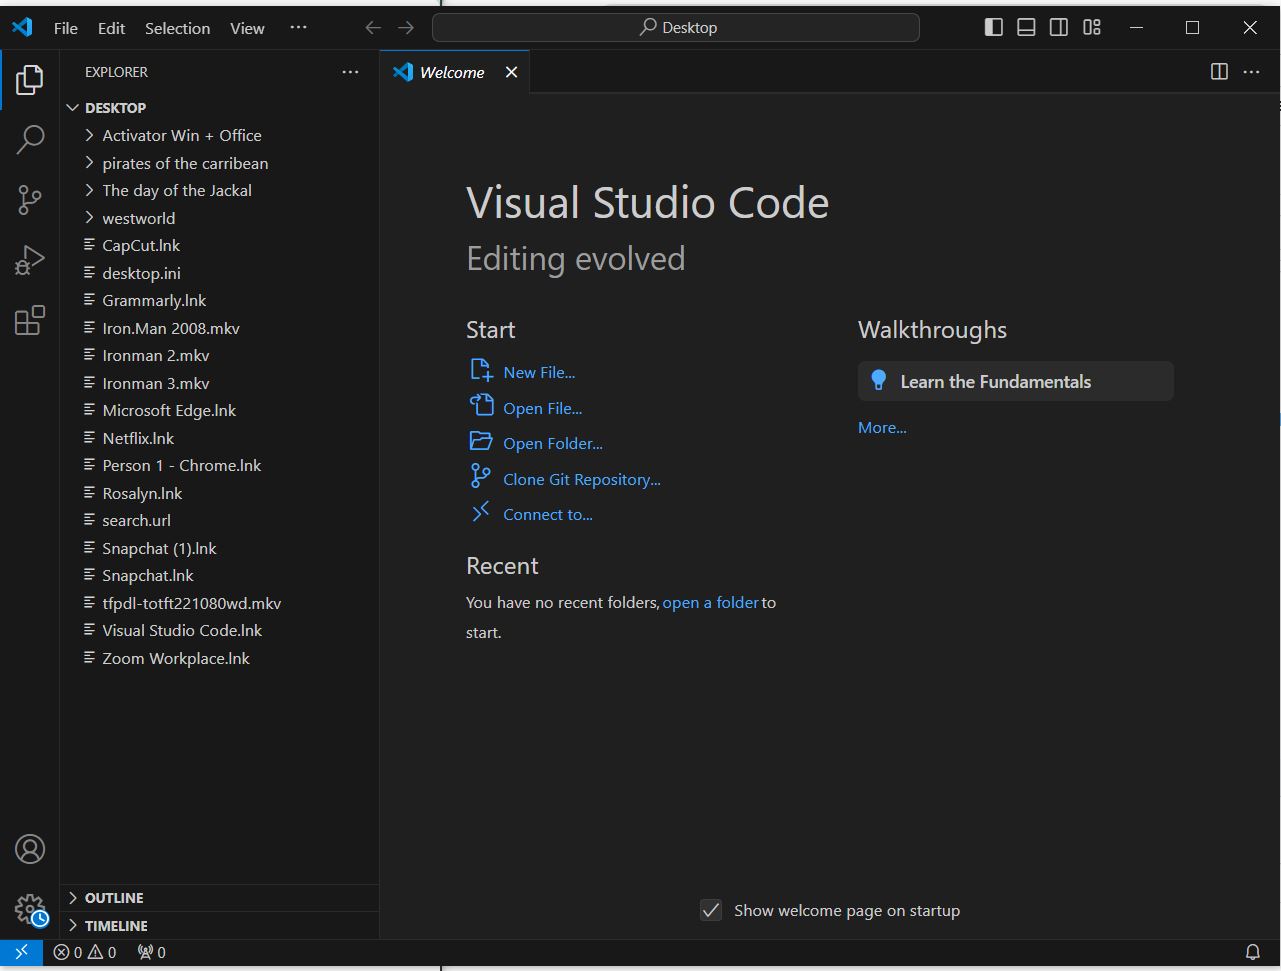 File Edit Selection View ··· Desktop
EXPLORER ···
Welcome
DESKTOP
Activator Win + Office
pirates of the carribean
The day of the Jackal
westworld
CapCut.lnk
desktop.ini
Grammarly.lnk
Iron.Man 2008.mkv
Ironman 2.mkv
Ironman 3.mkv
Microsoft Edge.lnk
Netflix.lnk
Person 1 - Chrome.lnk
Rosalyn.lnk
search.url
Snapchat (1).lnk
Snapchat.lnk
tfpdl-totft221080wd.mkv
Visual Studio Code.lnk
Zoom Workplace.lnk
OUTLINE
TIMELINE
Visual Studio Code
Editing evolved
Start
New File...
Open File...
Open Folder...
Clone Git Repository...
Connect to...
Recent
You have no recent folders, open a folder to
start.
Walkthroughs
Learn the Fundamentals
More...
Show welcome page on startup
0 0 0